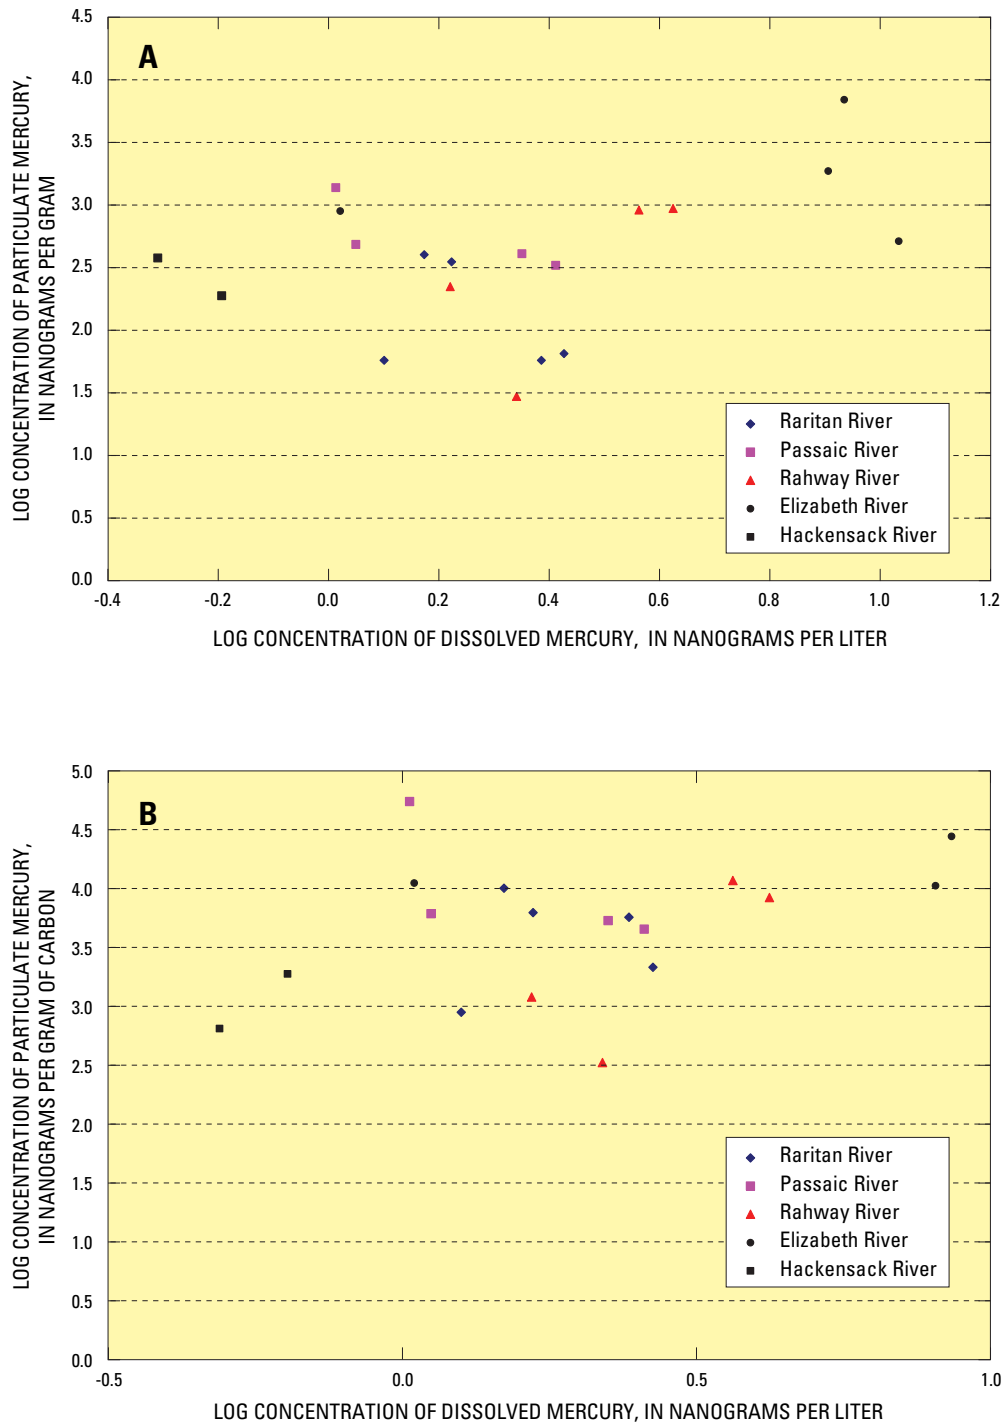 A
LOG CONCENTRATION OF PARTICULATE MERCURY,
IN NANOGRAMS PER GRAM
4.5
4.0
3.5
3.0
2.5
2.0
1.5
1.0
0.5
0.0
-0.4 -0.2 0.0 0.2 0.4 0.6 0.8 1.0 1.2
Raritan River
Passaic River
Rahway River
Elizabeth River
Hackensack River
LOG CONCENTRATION OF DISSOLVED MERCURY, IN NANOGRAMS PER LITER
B
LOG CONCENTRATION OF PARTICULATE MERCURY,
IN NANOGRAMS PER GRAM OF CARBON
5.0
4.5
4.0
3.5
3.0
2.5
2.0
1.5
1.0
0.5
0.0
-0.5 0.0 0.5 1.0
Raritan River
Passaic River
Rahway River
Elizabeth River
Hackensack River
LOG CONCENTRATION OF DISSOLVED MERCURY, IN NANOGRAMS PER LITER